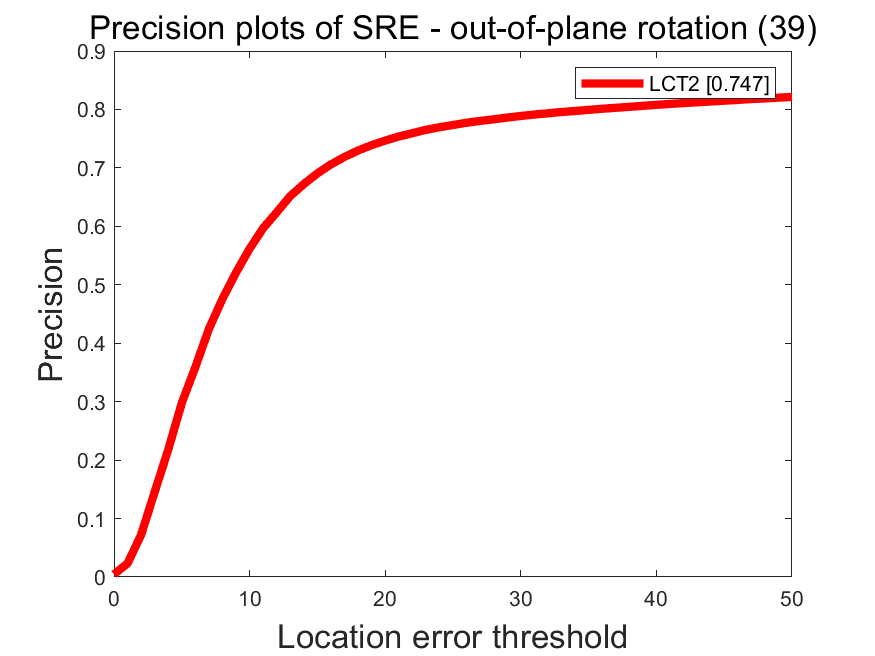 Precision plots of SRE - out-of-plane rotation (39)
0.9
LCT2 [0.747]
0.8
0.7
0.6
0.5
0.4
0.3
0.2
0.1
0
Precision
0 10 20 30 40 50
Location error threshold